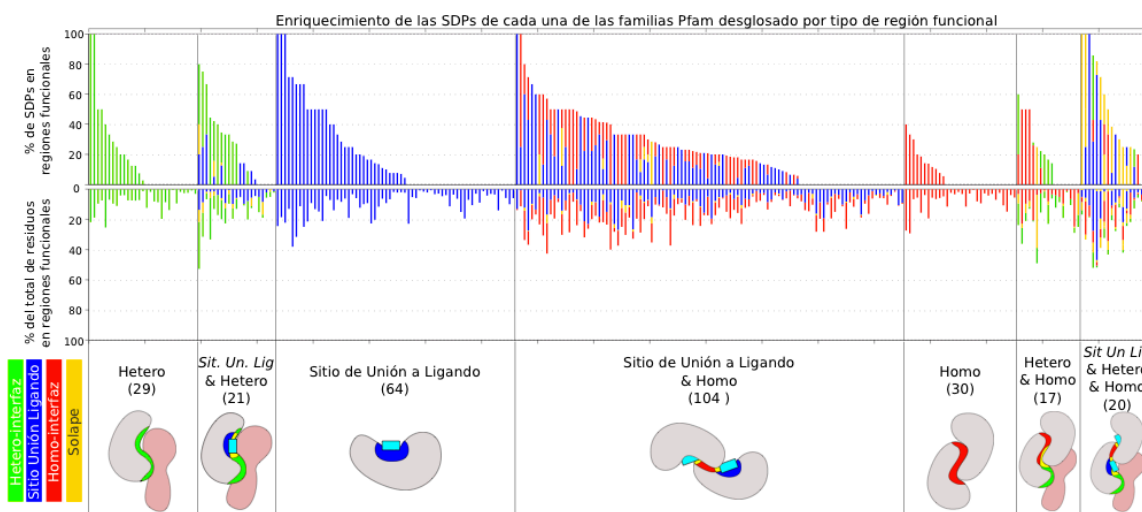 Enriquecimiento de las SDPs de cada una de las familias Pfam desglosado por tipo de región funcional
% de SDPs en
regiones funcionales
100
80
60
40
20
0
% del total de residuos
en regiones funcionales
20
40
60
80
100
Hetero-interfaz
Sitio Unión Ligando
Homo-interfaz
Solape
Hetero
(29)
Sit. Un. Lig
& Hetero
(21)
Sitio de Unión a Ligando
(64)
Sitio de Unión a Ligando
& Homo
(104 )
Homo
(30)
Hetero
& Homo
(17)
Sit Un Li
& Hetero
& Homo
(20)